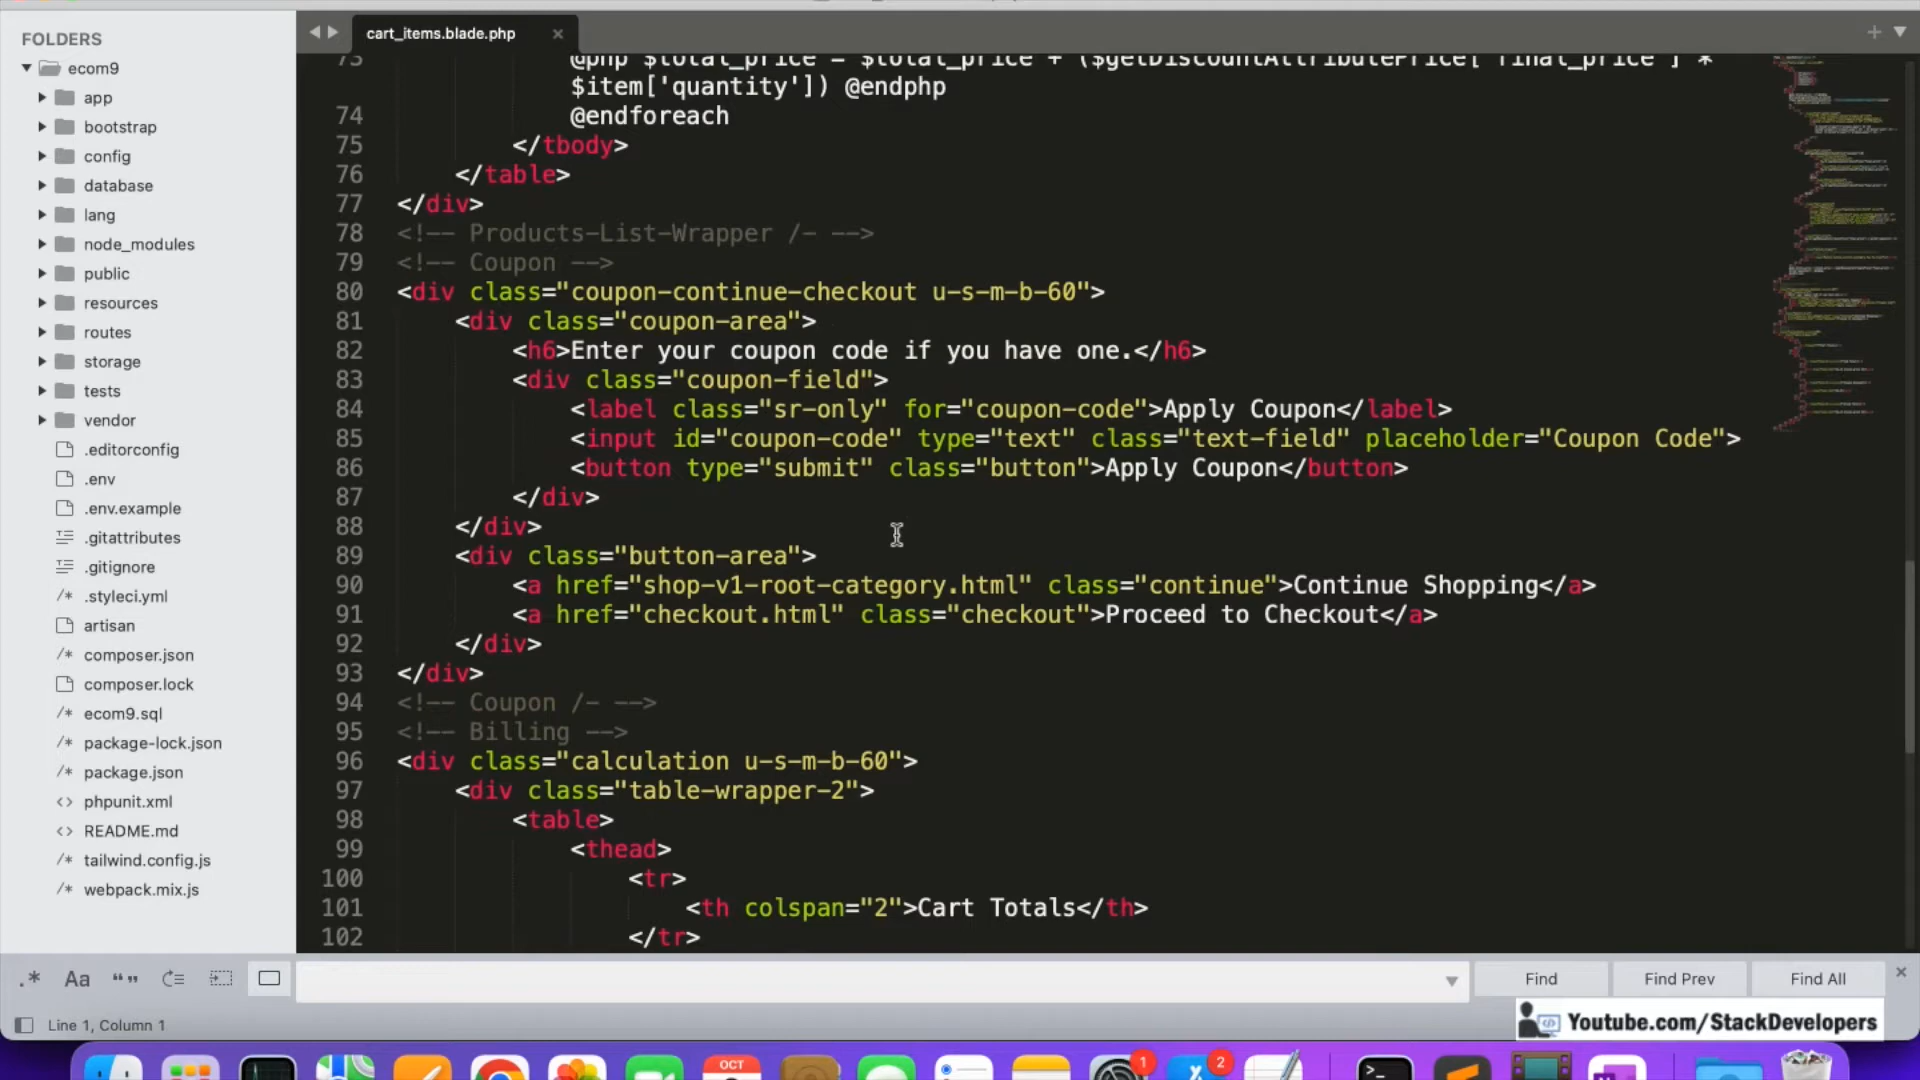 FOLDERS
ecom9
app
bootstrap
config
database
lang
node_modules
public
resources
routes
storage
tests
vendor
.editorconfig
.env
.env.example
.gitattributes
.gitignore
.styleci.yml
artisan
composer.json
composer.lock
ecom9.sql
package-lock.json
package.json
phpunit.xml
README.md
tailwind.config.js
webpack.mix.js
cart_items.blade.php
73 @php $total_price = $total_price + ($getDiscountAttributePrice['final_price'] *
$item['quantity']) @endphp
74 @endforeach
75 </tbody>
76 </table>
77 </div>
78 <!-- Products-List-Wrapper /- -->
79 <!-- Coupon -->
80 <div class="coupon-continue-checkout u-s-m-b-60">
81 <div class="coupon-area">
82 <h6>Enter your coupon code if you have one.</h6>
83 <div class="coupon-field">
84 <label class="sr-only" for="coupon-code">Apply Coupon</label>
85 <input id="coupon-code" type="text" class="text-field" placeholder="Coupon Code">
86 <button type="submit" class="button">Apply Coupon</button>
87 </div>
88 </div>
89 <div class="button-area">
90 <a href="shop-v1-root-category.html" class="continue">Continue Shopping</a>
91 <a href="checkout.html" class="checkout">Proceed to Checkout</a>
92 </div>
93 </div>
94 <!-- Coupon /- -->
95 <!-- Billing -->
96 <div class="calculation u-s-m-b-60">
97 <div class="table-wrapper-2">
98 <table>
99 <thead>
100 <tr>
101 <th colspan="2">Cart Totals</th>
102 </tr>
.* Aa “ ” Find Find Prev Find All
Line 1, Column 1
Youtube.com/StackDevelopers
OCT 1 2